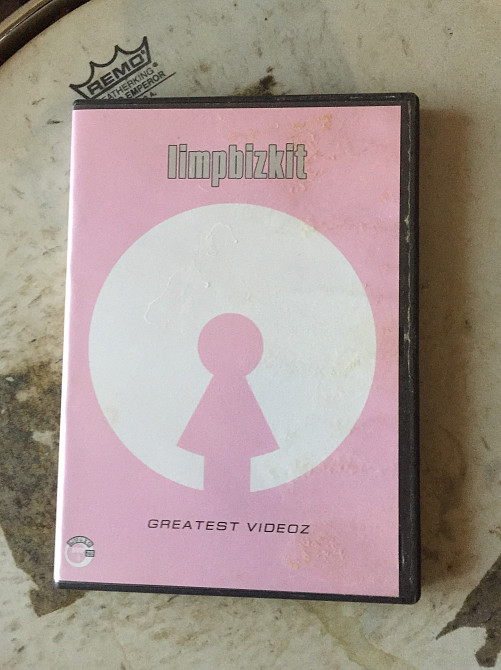 REMO
WEATHERKING
EMPEROR
limpbizkit
GREATEST VIDEOZ